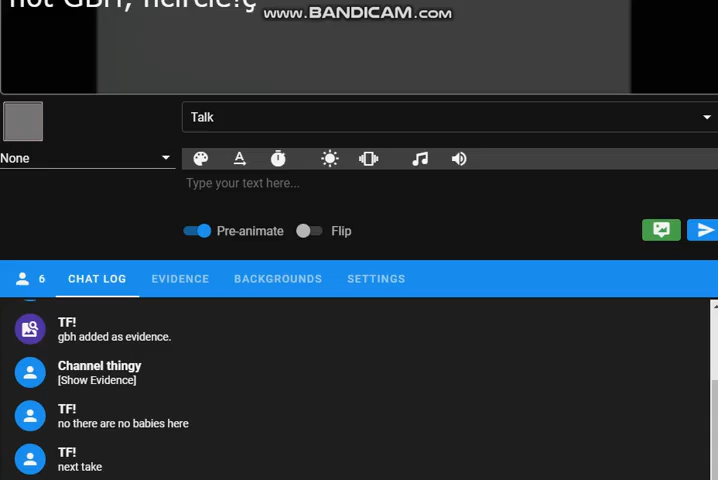 www.BANDICAM.com
Talk
None
Type your text here...
Pre-animate
Flip
6
CHAT LOG
EVIDENCE
BACKGROUNDS
SETTINGS
TF!
gbh added as evidence.
Channel thingy
[Show Evidence]
TF!
no there are no babies here
TF!
next take